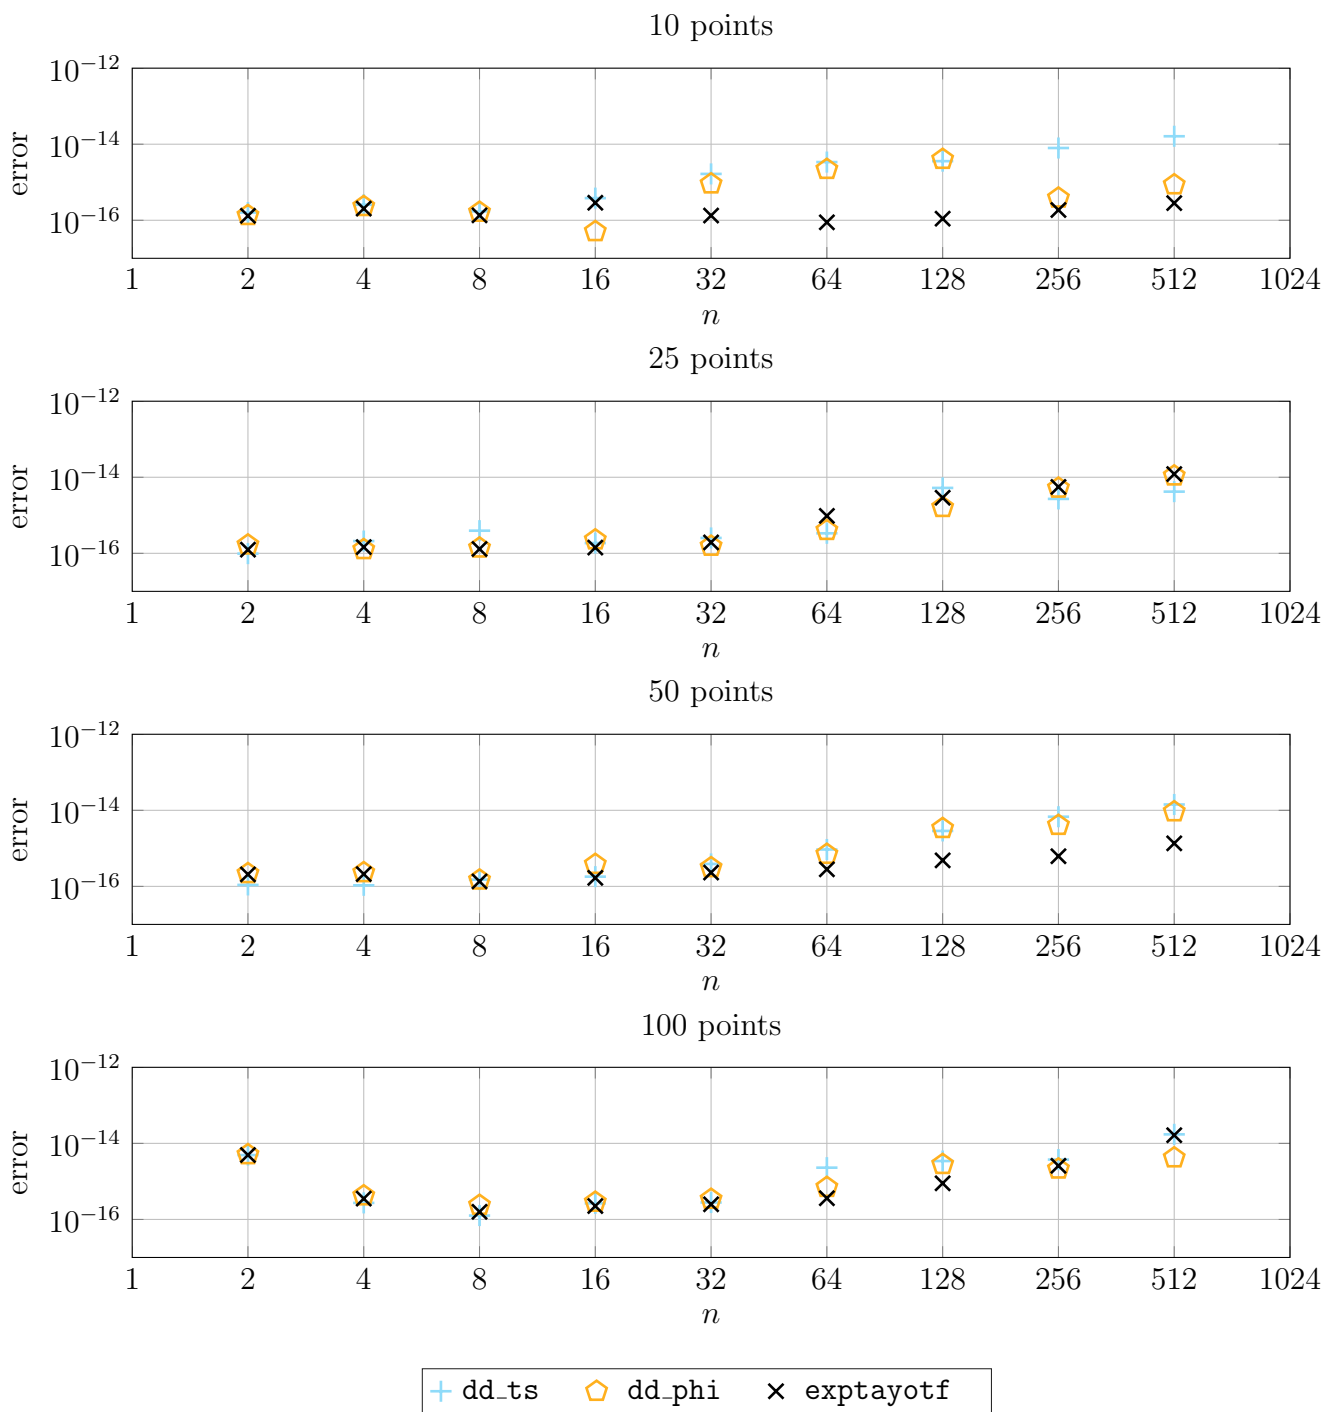 10 points
10⁻¹²
10⁻¹⁴
10⁻¹⁶
error
1 2 4 8 16 32 64 128 256 512 1024
n
25 points
10⁻¹²
10⁻¹⁴
10⁻¹⁶
error
1 2 4 8 16 32 64 128 256 512 1024
n
50 points
10⁻¹²
10⁻¹⁴
10⁻¹�6
error
1 2 4 8 16 32 64 128 256 512 1024
n
100 points
10⁻¹²
10⁻¹⁴
10⁻¹⁶
error
1 2 4 8 16 32 64 128 256 512 1024
n
dd_ts dd_phi exptayotf